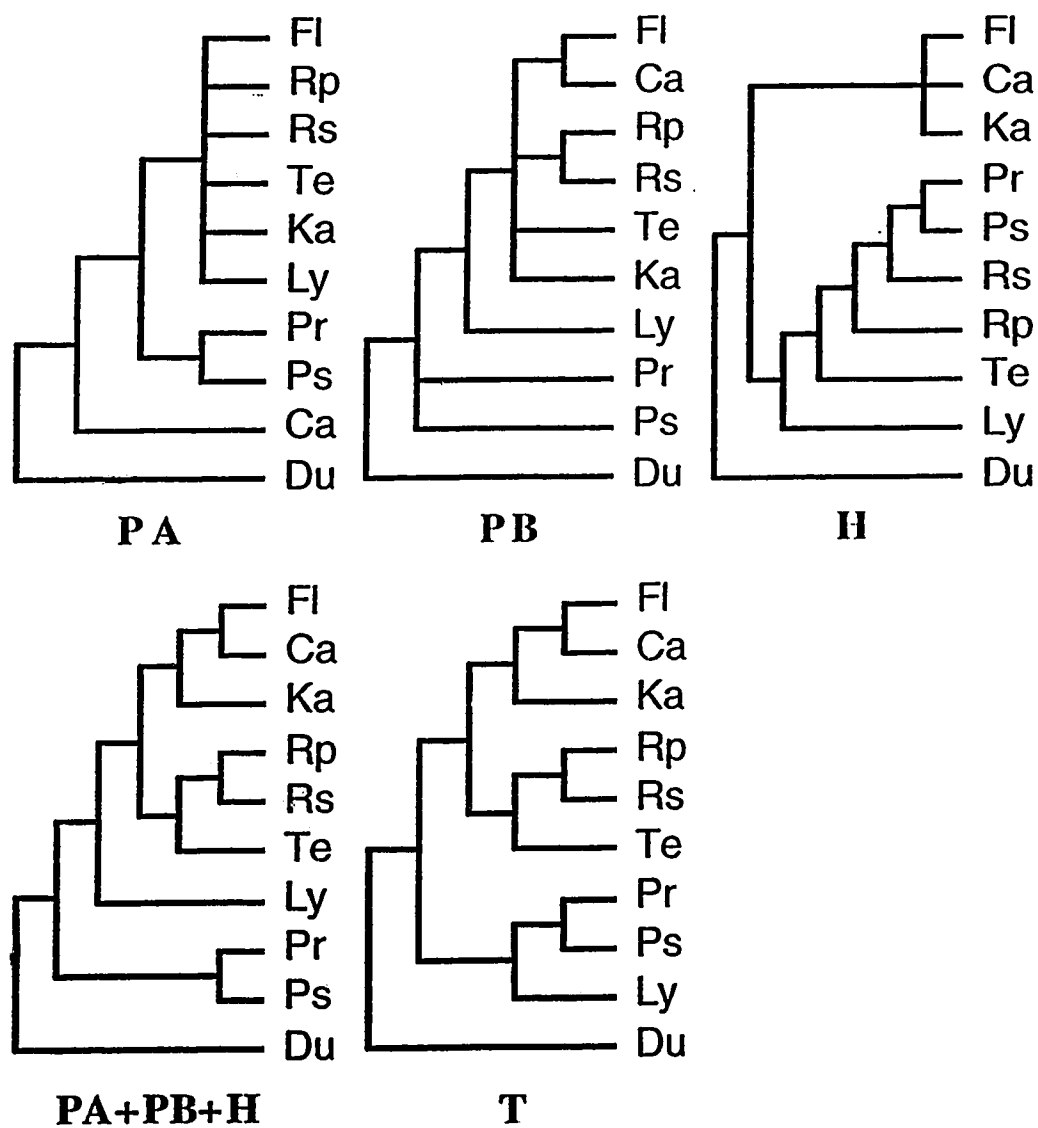 Fl
Rp
Rs
Te
Ka
Ly
Pr
Ps
Ca
Du
PA
Fl
Ca
Rp
Rs
Te
Ka
Ly
Pr
Ps
Du
PB
Fl
Ca
Ka
Pr
Ps
Rs
Rp
Te
Ly
Du
H
Fl
Ca
Ka
Rp
Rs
Te
Ly
Pr
Ps
Du
PA+PB+H
Fl
Ca
Ka
Rp
Rs
Te
Pr
Ps
Ly
Du
T